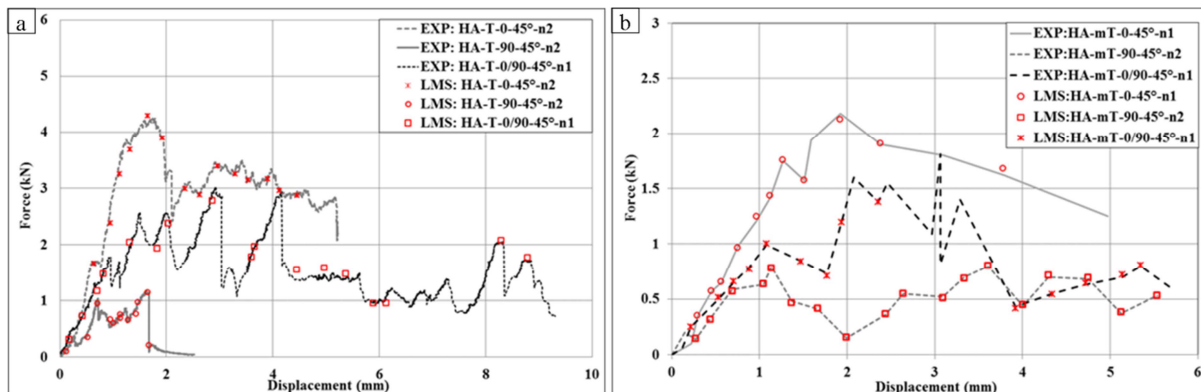 a
6
5
4
3
2
1
0
Force (kN)
0 2 4 6 8 10
Displacement (mm)
EXP: HA-T-0-45°-n2
EXP: HA-T-90-45°-n2
EXP: HA-T-0/90-45°-n1
LMS: HA-T-0-45°-n2
LMS: HA-T-90-45°-n2
LMS: HA-T-0/90-45°-n1
b
3
2.5
2
1.5
1
0.5
0
Force (kN)
0 1 2 3 4 5 6
Displacement (mm)
EXP:HA-mT-0-45°-n1
EXP:HA-mT-90-45°-n2
EXP:HA-mT-0/90-45°-n1
LMS:HA-mT-0-45°-n1
LMS:HA-mT-90-45°-n2
LMS:HA-mT-0/90-45°-n1